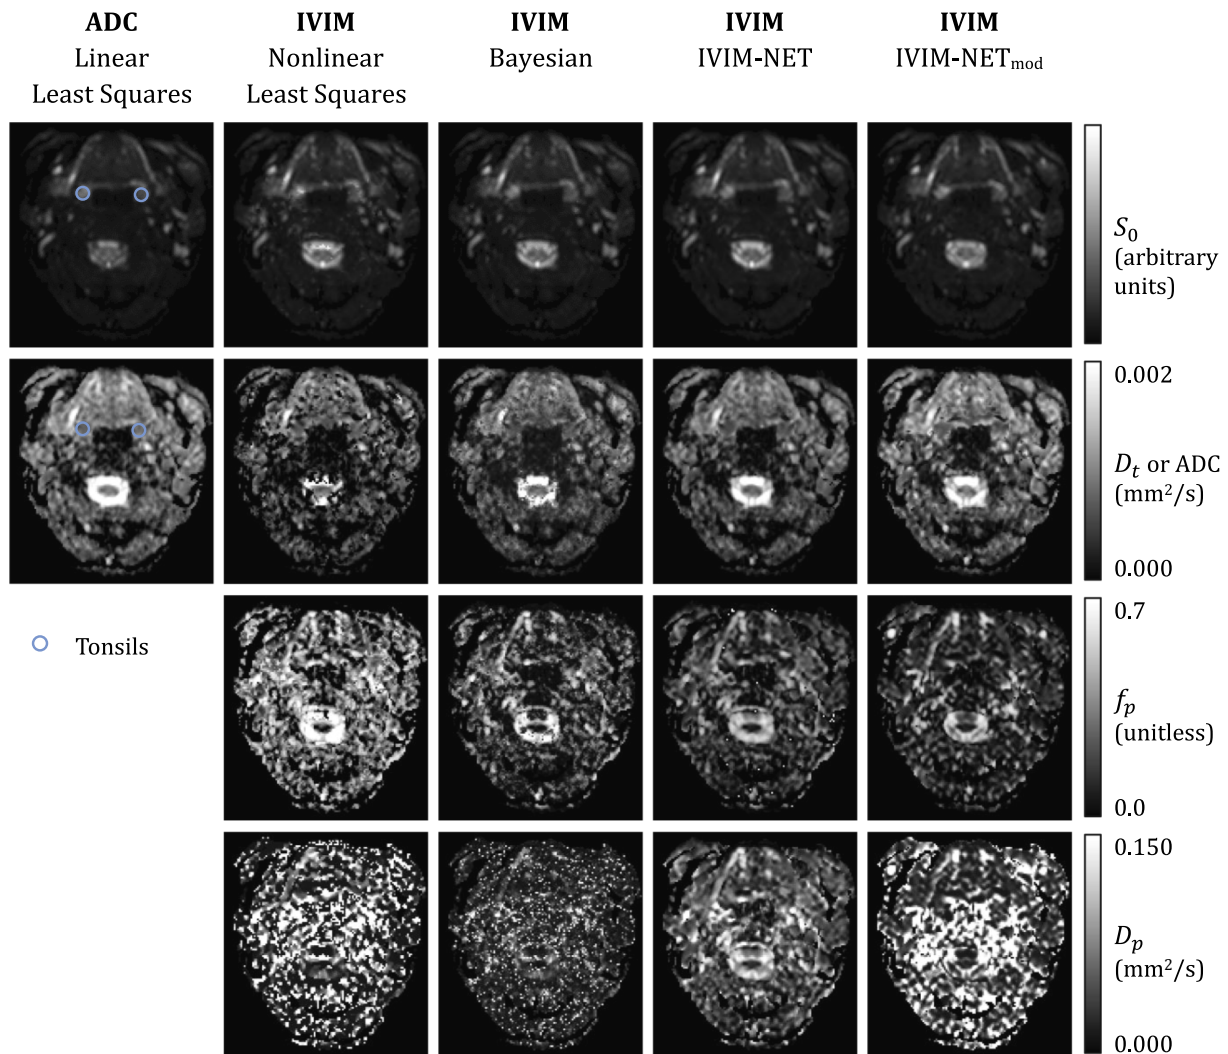 ADC
Linear
Least Squares
IVIM
Nonlinear
Least Squares
IVIM
Bayesian
IVIM
IVIM-NET
IVIM
IVIM-NETmod
S0
(arbitrary
units)
0.002
Dt or ADC
(mm²/s)
0.000
Tonsils
0.7
fp
(unitless)
0.0
0.150
Dp
(mm²/s)
0.000